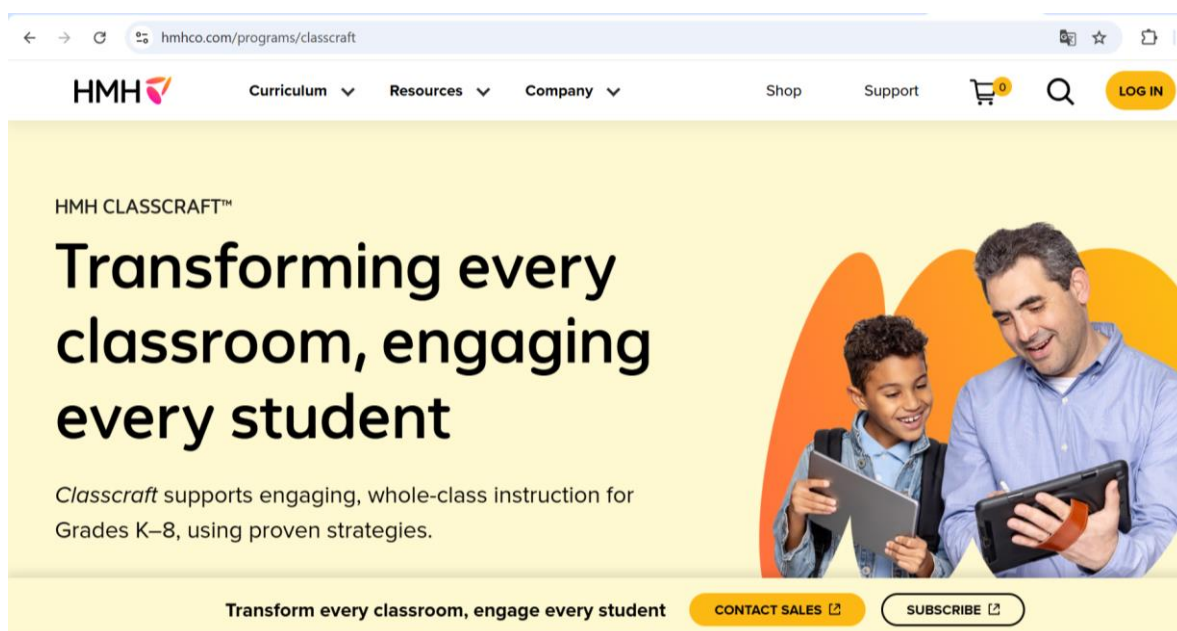 hmhco.com/programs/classcraft
HMH Curriculum Resources Company Shop Support 0 LOG IN
HMH CLASSCRAFT™
Transforming every
classroom, engaging
every student
Classcraft supports engaging, whole-class instruction for
Grades K–8, using proven strategies.
Transform every classroom, engage every student CONTACT SALES SUBSCRIBE